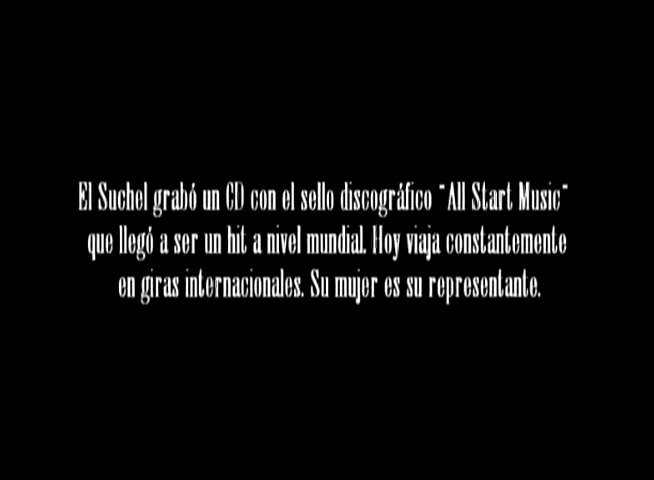 El Suchel grabó un CD con el sello discográfico "All Start Music"
que llegó a ser un hit a nivel mundial. Hoy viaja constantemente
en giras internacionales. Su mujer es su representante.